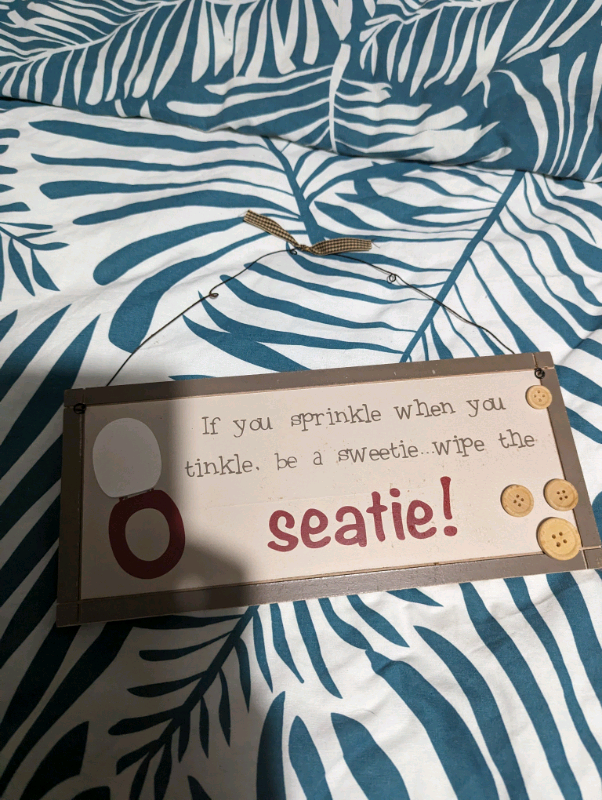 If you sprinkle when you
tinkle. be a sweetie...wipe the
seatie!